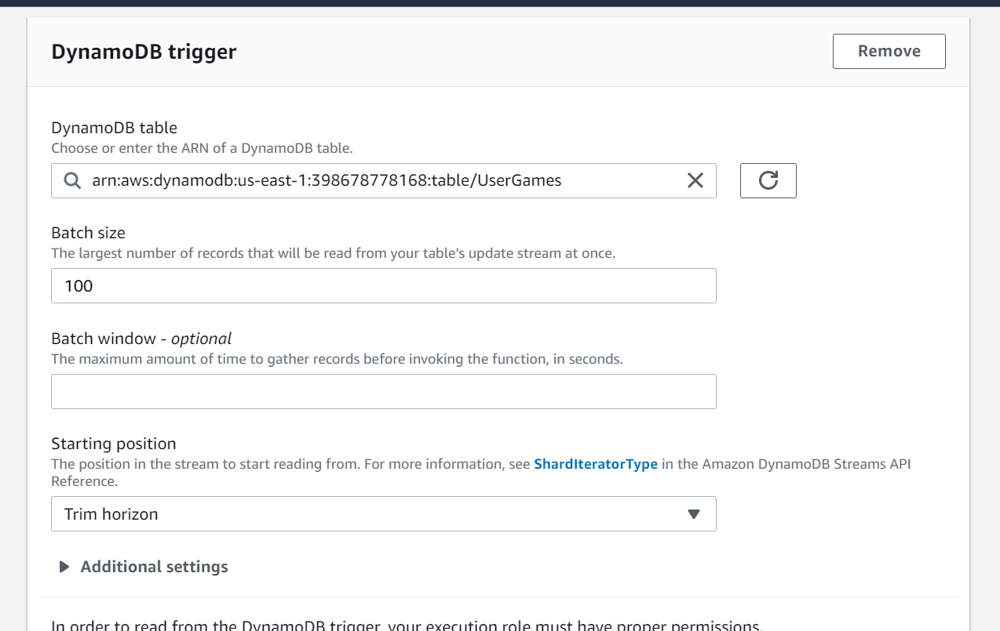 DynamoDB trigger
Remove
DynamoDB table
Choose or enter the ARN of a DynamoDB table.
arn:aws:dynamodb:us-east-1:398678778168:table/UserGames
Batch size
The largest number of records that will be read from your table’s update stream at once.
100
Batch window - optional
The maximum amount of time to gather records before invoking the function, in seconds.
Starting position
The position in the stream to start reading from. For more information, see ShardIteratorType in the Amazon DynamoDB Streams API
Reference.
Trim horizon
Additional settings
In order to read from the DynamoDB trigger, your execution role must have proper permissions.